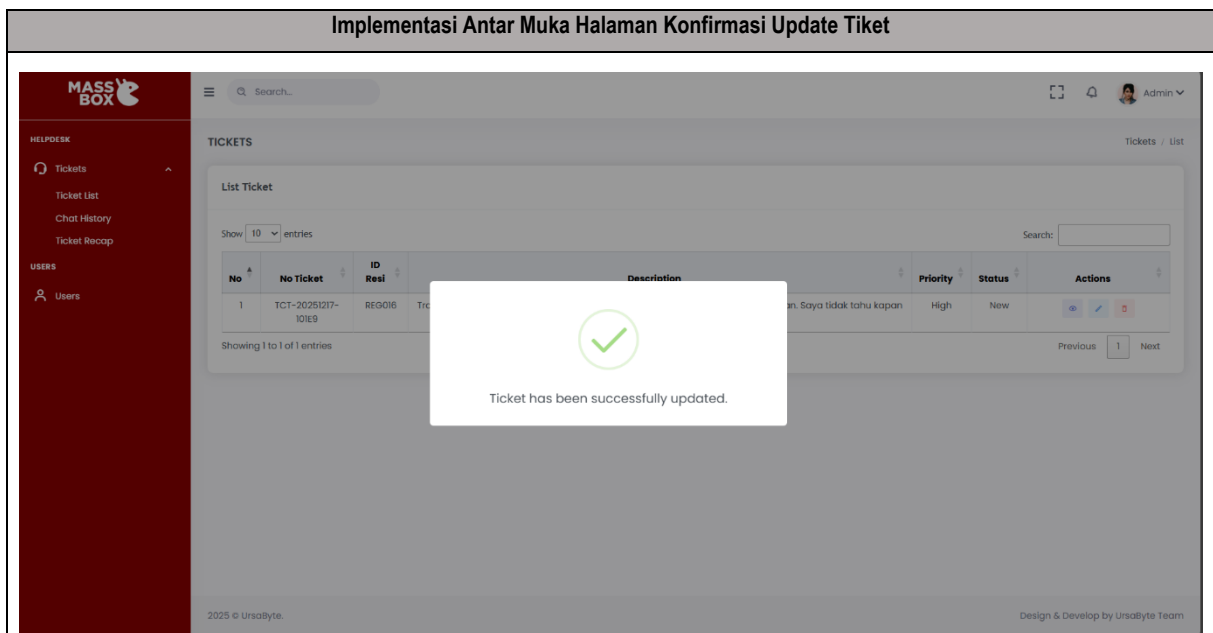 Implementasi Antar Muka Halaman Konfirmasi Update Tiket
MASS BOX
Search...
Admin
HELPDESK
Tickets
Ticket List
Chat History
Ticket Recap
USERS
Users
TICKETS
Tickets / List
List Ticket
Show 10 entries
Search:
No
No Ticket
ID Resi
Description
Priority
Status
Actions
1
TCT-20251217-101E9
REG016
Saya tidak tahu kapan
High
New
Showing 1 to 1 of 1 entries
Previous 1 Next
Ticket has been successfully updated.
2025 © UrsaByte.
Design & Develop by UrsaByte Team